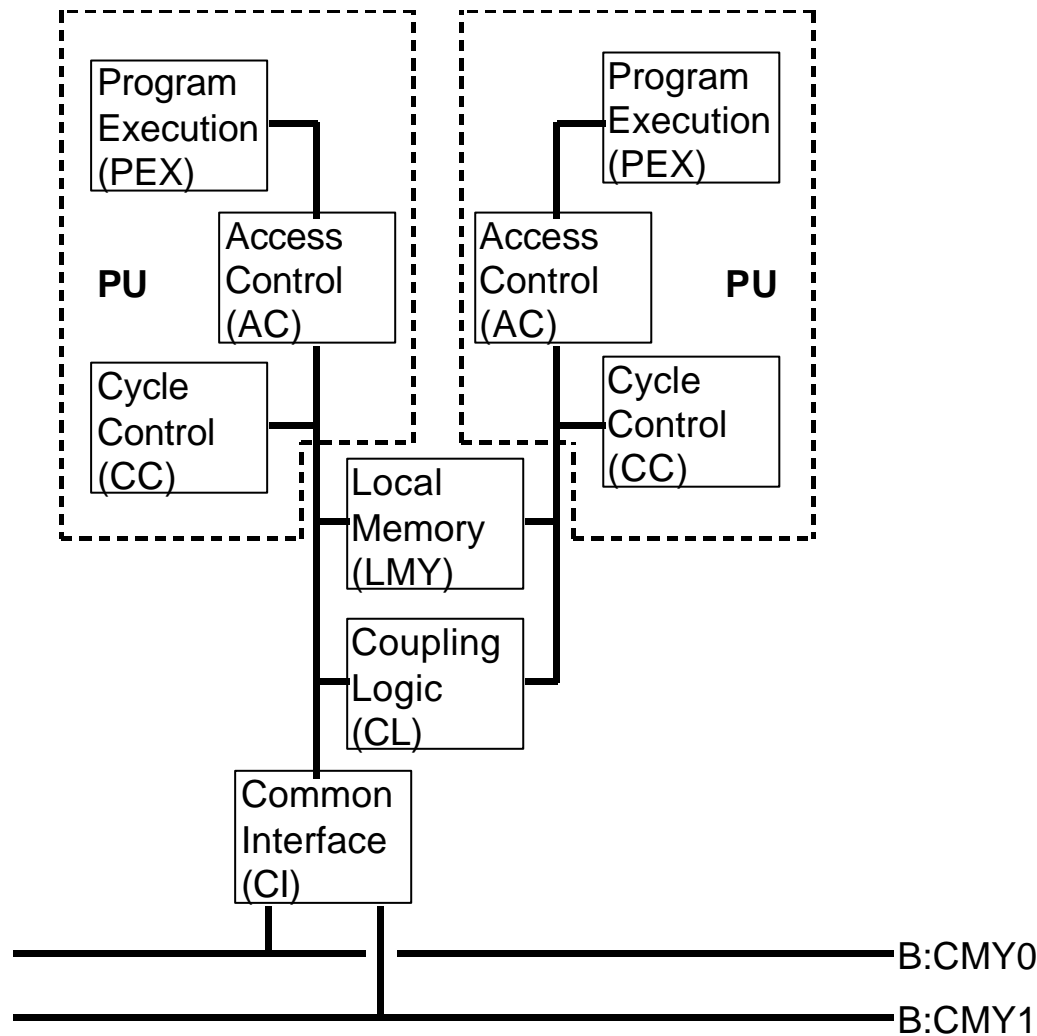 Program
Execution
(PEX)
Program
Execution
(PEX)
Access
Control
(AC)
Access
Control
(AC)
PU
PU
Cycle
Control
(CC)
Cycle
Control
(CC)
Local
Memory
(LMY)
Coupling
Logic
(CL)
Common
Interface
(CI)
B:CMY0
B:CMY1